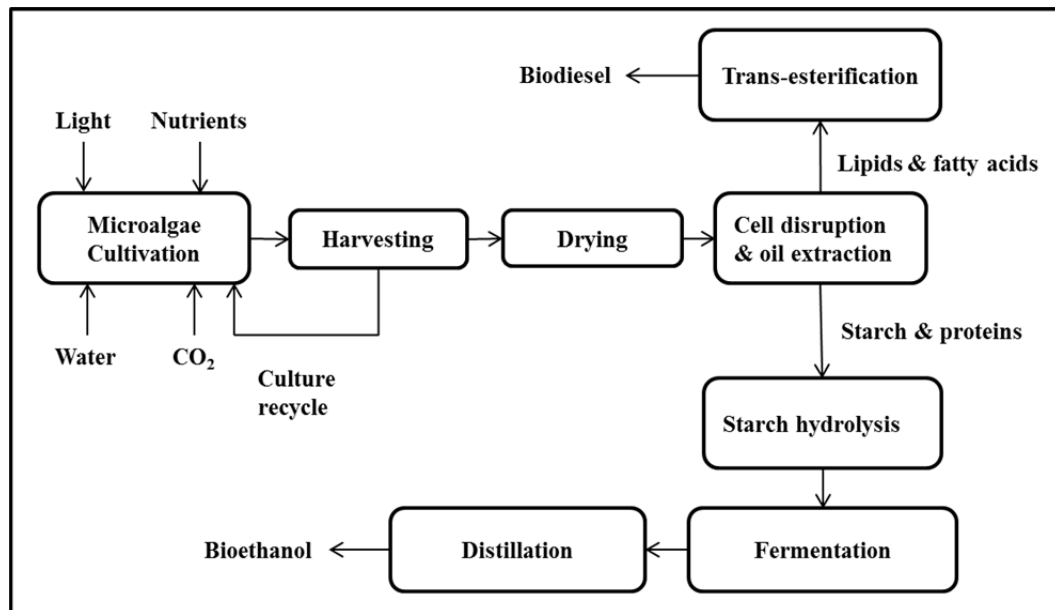 Biodiesel
Trans-esterification
Light
Nutrients
Lipids & fatty acids
Microalgae
Cultivation
Harvesting
Drying
Cell disruption
& oil extraction
Water
CO₂
Culture
recycle
Starch & proteins
Starch hydrolysis
Bioethanol
Distillation
Fermentation